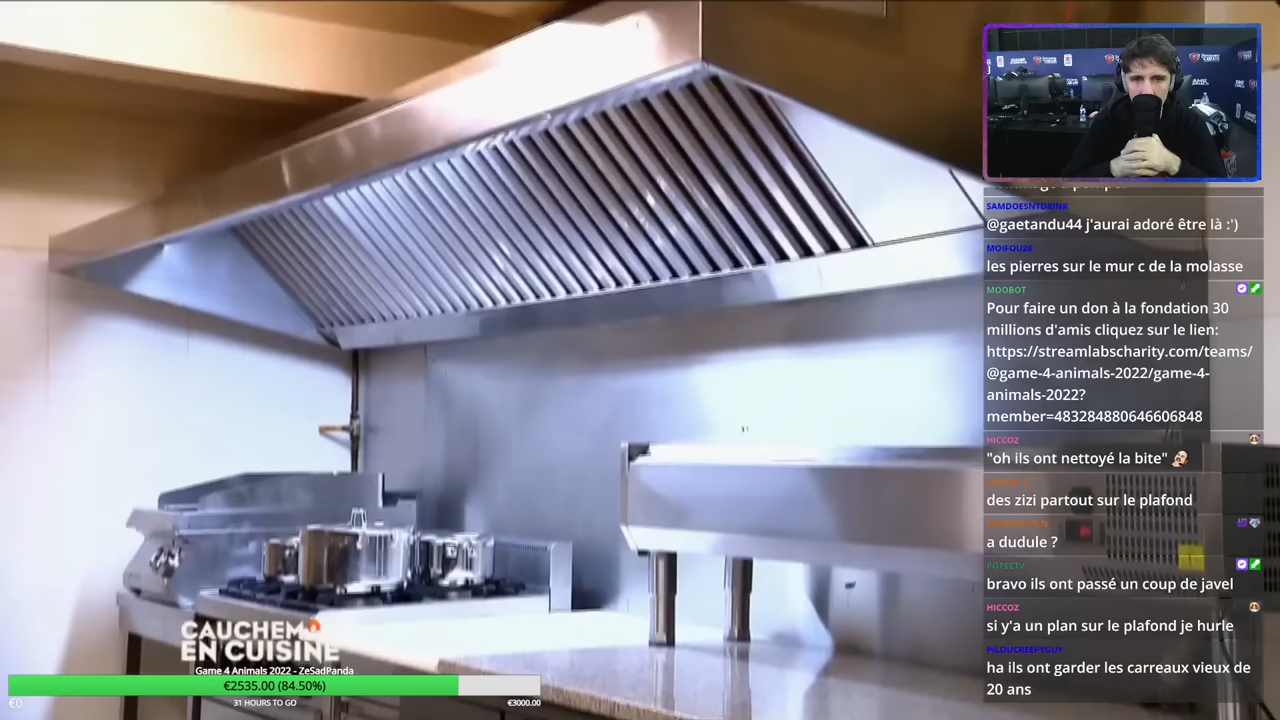 SAMDOESNTDRINK
@gaetandu44 j'aurai adoré être là :')
MOIFOU26
les pierres sur le mur c de la molasse
MOOBOT
Pour faire un don à la fondation 30
millions d'amis cliquez sur le lien:
https://streamlabscharity.com/teams/
@game-4-animals-2022/game-4-
animals-2022?
member=483284880646606848
HICCOZ
"oh ils ont nettoyé la bite"
des zizi partout sur le plafond
a dudule ?
POPEETV
bravo ils ont passé un coup de javel
HICCOZ
si y'a un plan sur le plafond je hurle
PILOUCREEPYGUY
ha ils ont garder les carreaux vieux de
20 ans
CAUCHEMAR
EN CUISINE
Game 4 Animals 2022 - ZeSadPanda
€2535.00 (84.50%)
€0
31 HOURS TO GO
€3000.00